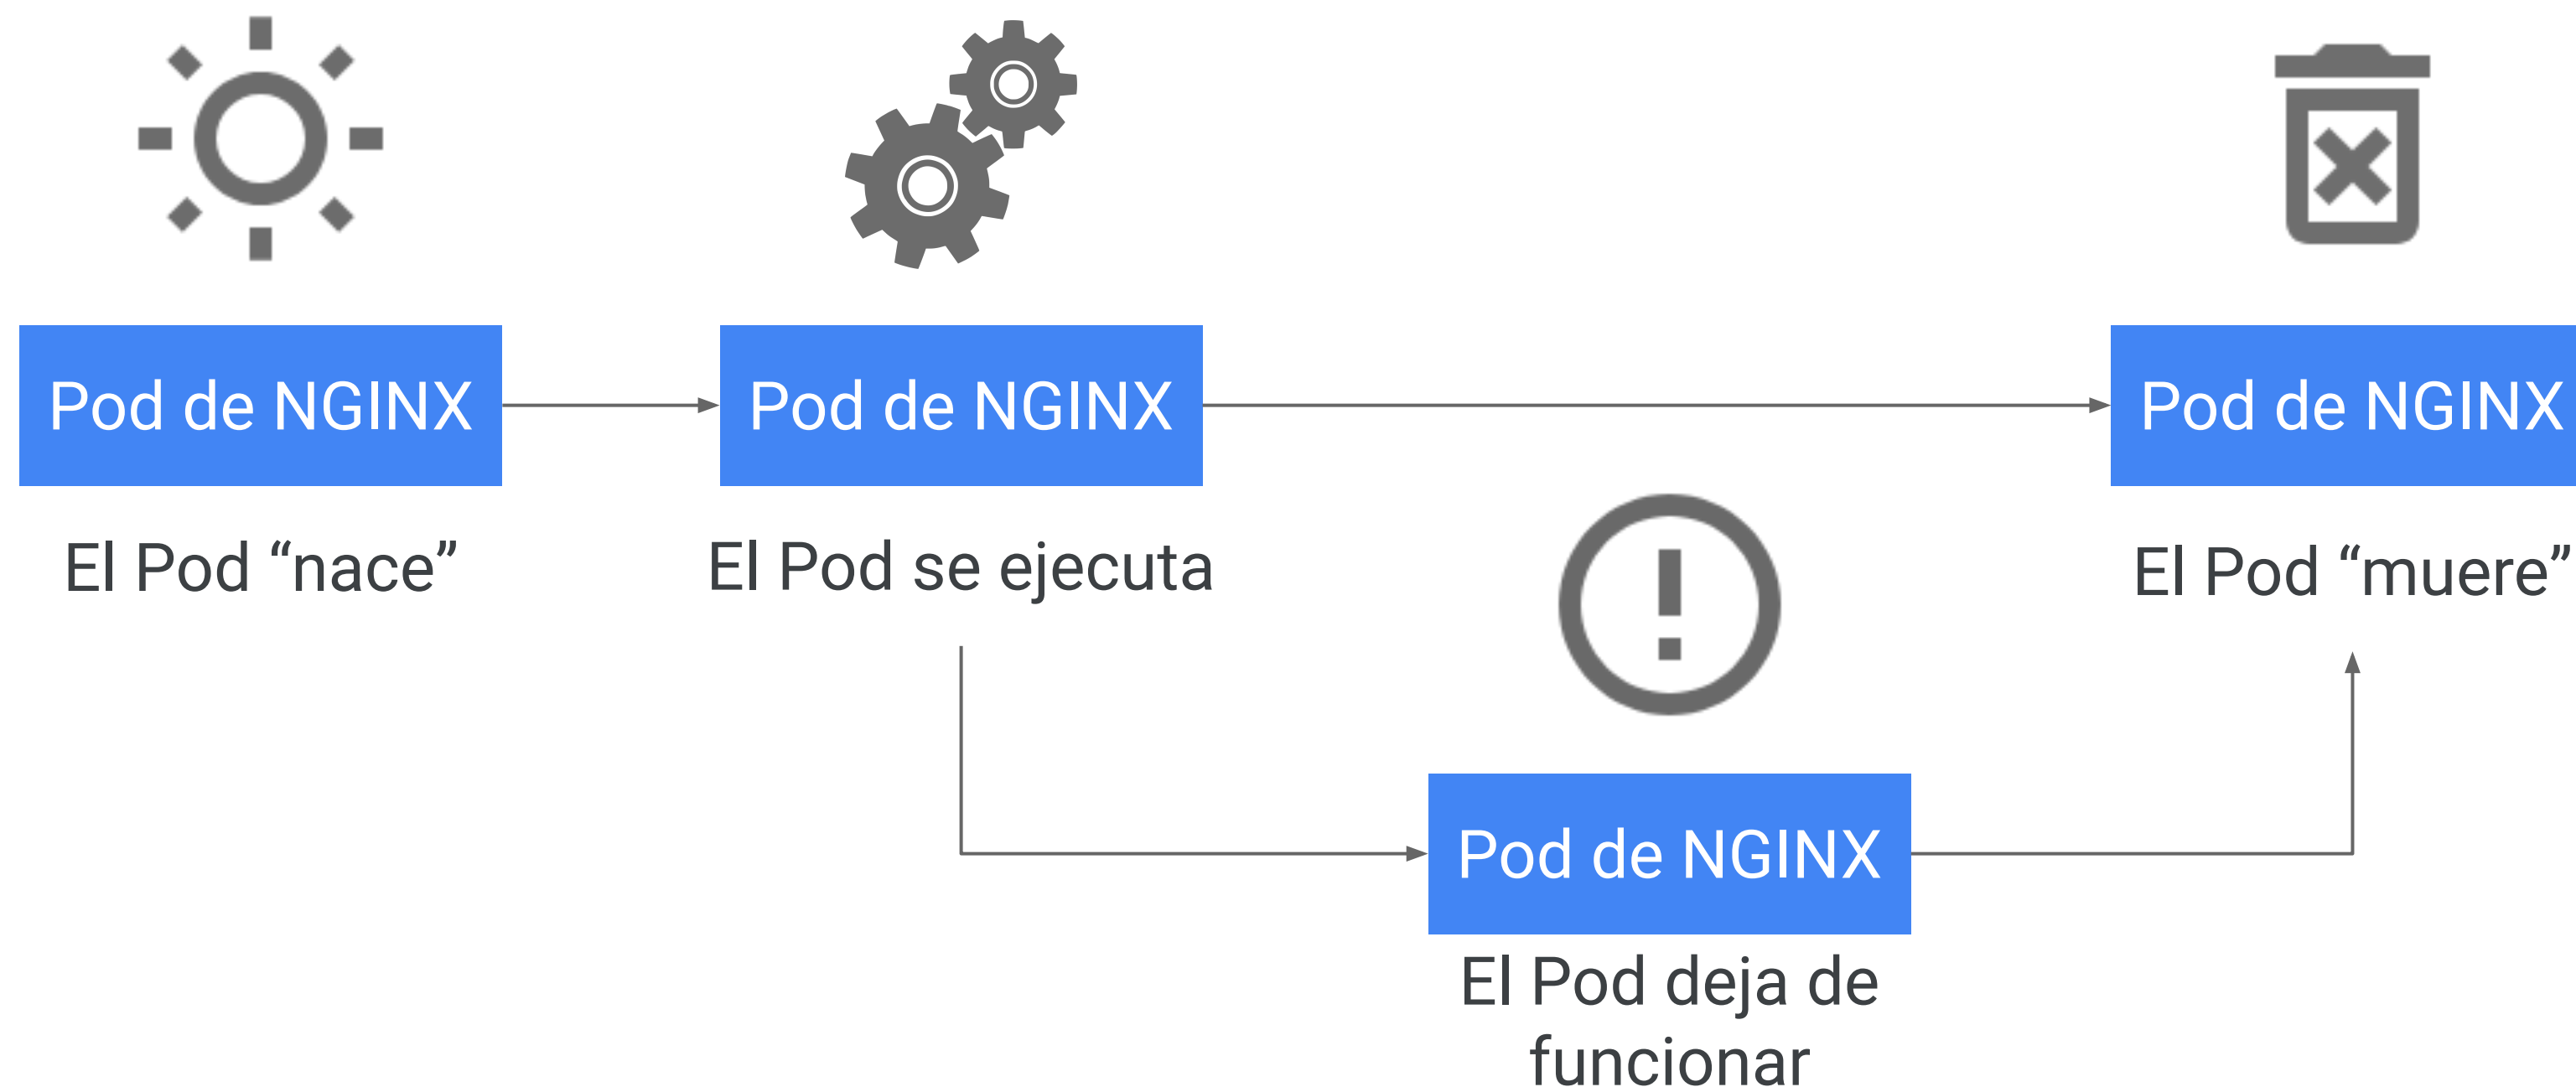 Pod de NGINX
Pod de NGINX
Pod de NGINX
El Pod “nace”
El Pod se ejecuta
El Pod “muere”
Pod de NGINX
El Pod deja de
funcionar